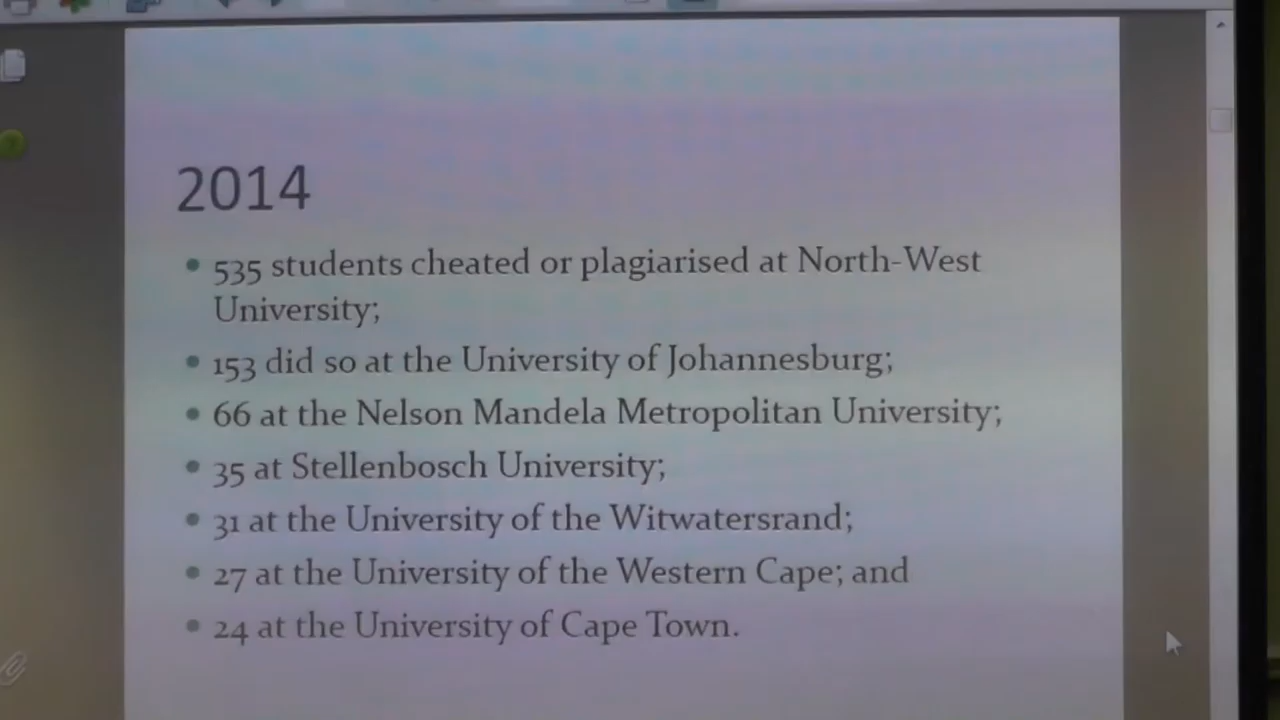 2014
• 535 students cheated or plagiarised at North-West
University;
• 153 did so at the University of Johannesburg;
• 66 at the Nelson Mandela Metropolitan University;
• 35 at Stellenbosch University;
• 31 at the University of the Witwatersrand;
• 27 at the University of the Western Cape; and
• 24 at the University of Cape Town.